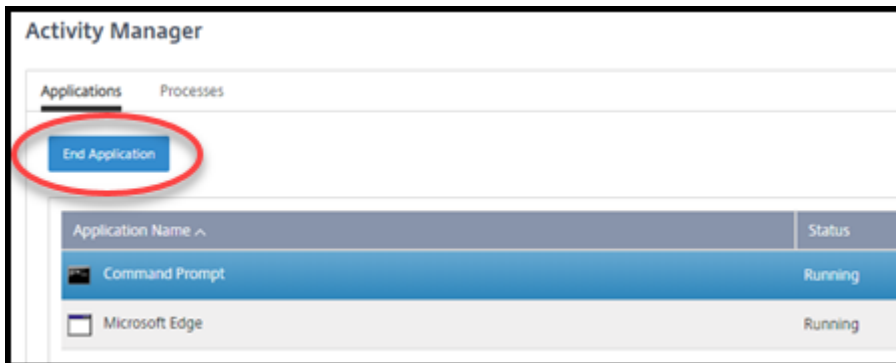 Activity Manager
Applications Processes
End Application
Application Name Status
Command Prompt Running
Microsoft Edge Running